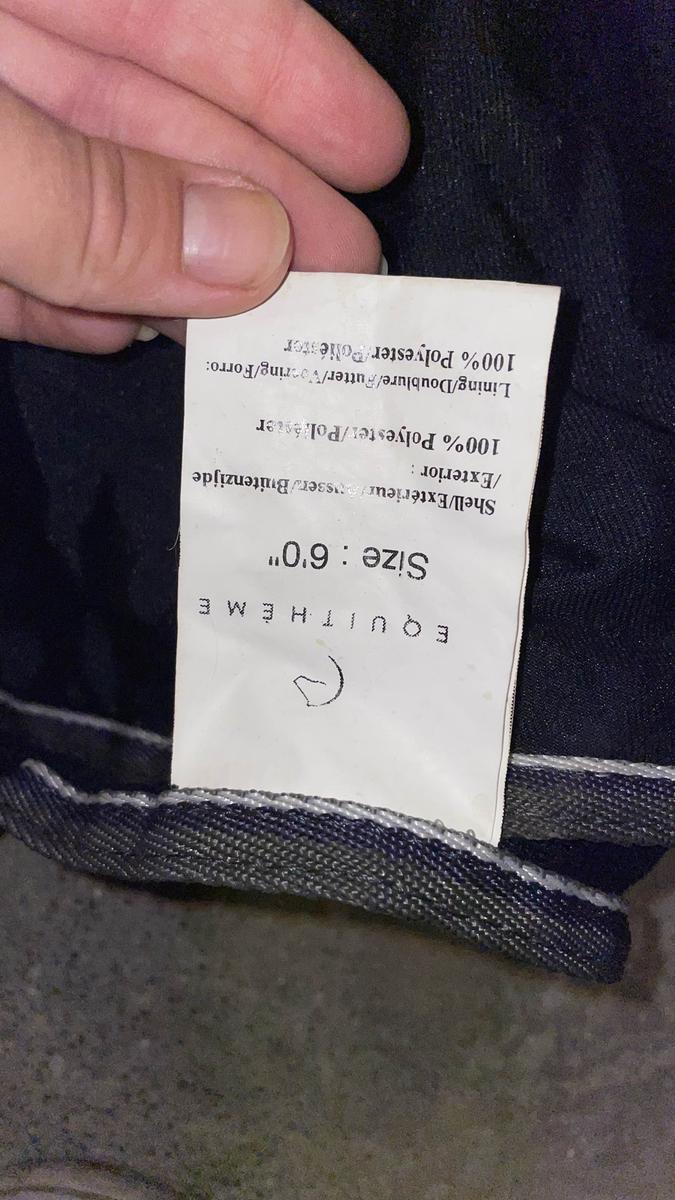 EQUITHÈME
Size : 6'0"
Shell/Extérieur/Ausser/Buitenzijde
/Exterior :
100% Polyester/Poliéster
Lining/Doublure/Futter/Voering/Forro:
100% Polyester/Poliéster